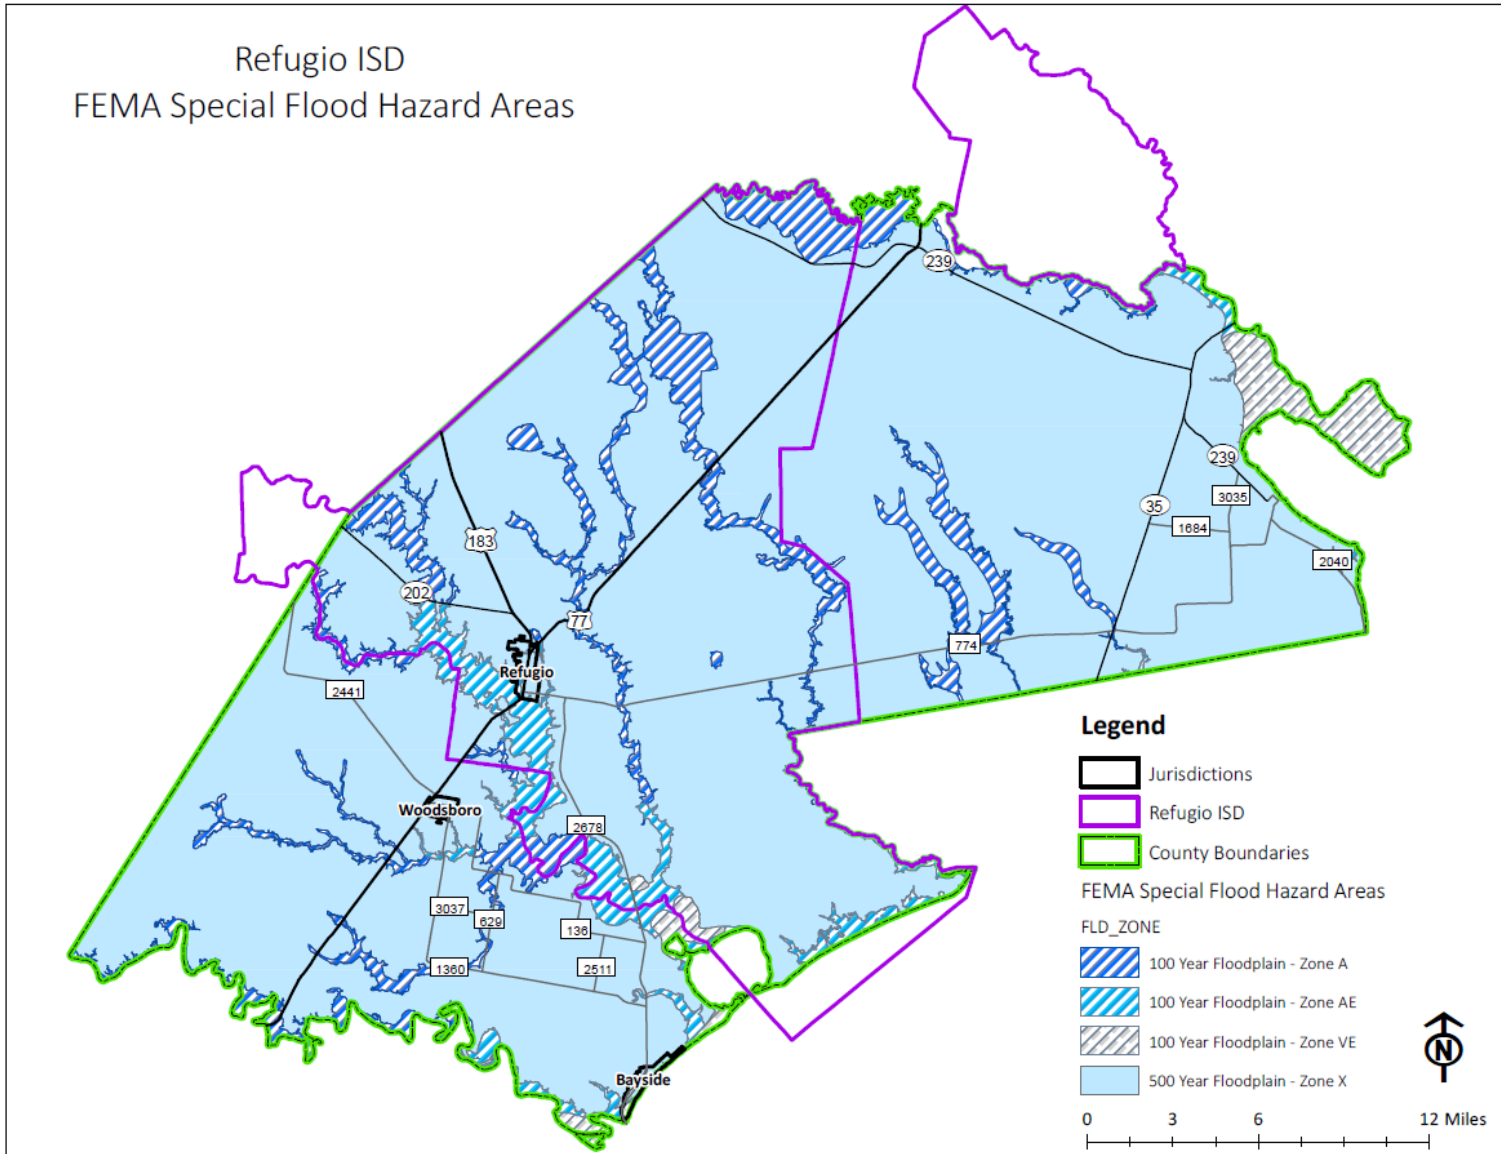 Refugio ISD
FEMA Special Flood Hazard Areas
239
239
35
3035
1684
2040
183
202
77
Refugio
774
2441
Woodsboro
2678
3037
629
136
1360
2511
Bayside
Legend
Jurisdictions
Refugio ISD
County Boundaries
FEMA Special Flood Hazard Areas
FLD_ZONE
100 Year Floodplain - Zone A
100 Year Floodplain - Zone AE
100 Year Floodplain - Zone VE
500 Year Floodplain - Zone X
N
0 3 6 12 Miles